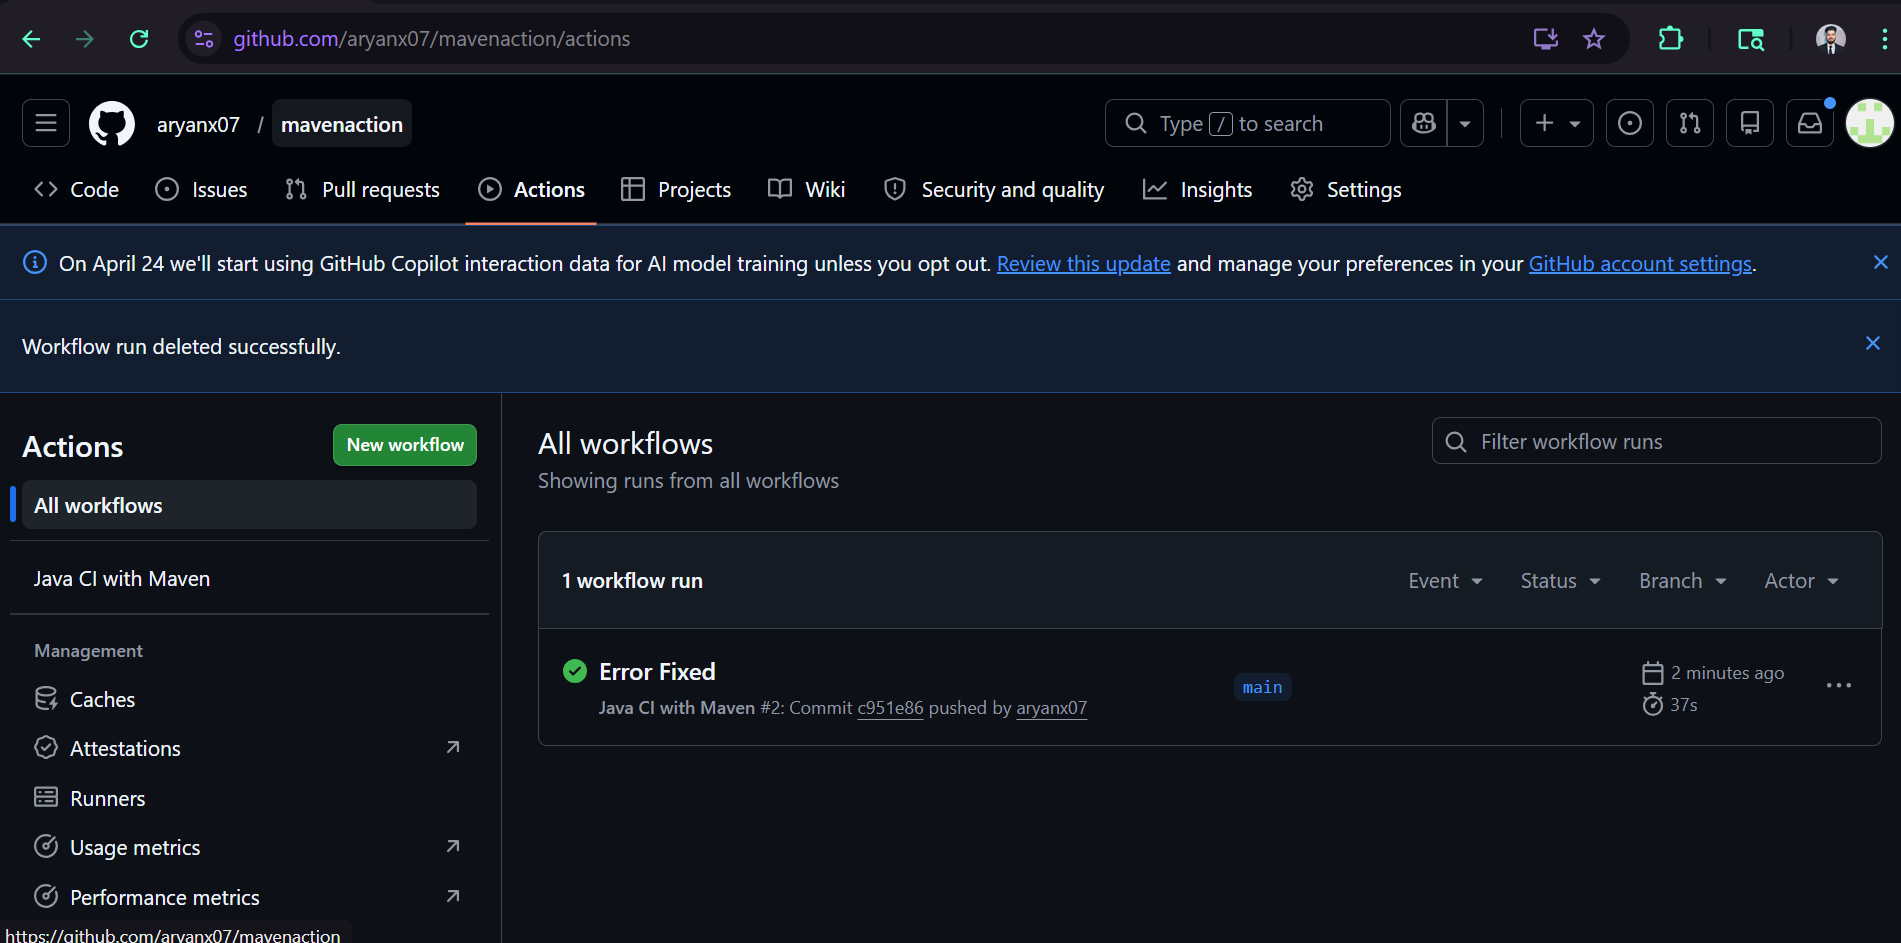 github.com/aryanx07/mavenaction/actions
aryanx07 / mavenaction
Type / to search
Code Issues Pull requests Actions Projects Wiki Security and quality Insights Settings
On April 24 we'll start using GitHub Copilot interaction data for AI model training unless you opt out. Review this update and manage your preferences in your GitHub account settings.
Workflow run deleted successfully.
Actions
New workflow
All workflows
Java CI with Maven
Management
Caches
Attestations
Runners
Usage metrics
Performance metrics
All workflows
Showing runs from all workflows
Filter workflow runs
1 workflow run
Event Status Branch Actor
Error Fixed
Java CI with Maven #2: Commit c951e86 pushed by aryanx07
main
2 minutes ago
37s
https://github.com/aryanx07/mavenaction